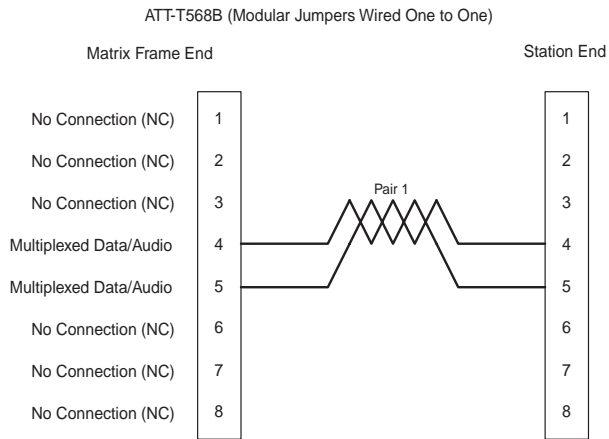 ATT-T568B (Modular Jumpers Wired One to One)
Matrix Frame End
Station End
No Connection (NC) 1 1
No Connection (NC) 2 2
Pair 1
No Connection (NC) 3 3
Multiplexed Data/Audio 4 4
Multiplexed Data/Audio 5 5
No Connection (NC) 6 6
No Connection (NC) 7 7
No Connection (NC) 8 8